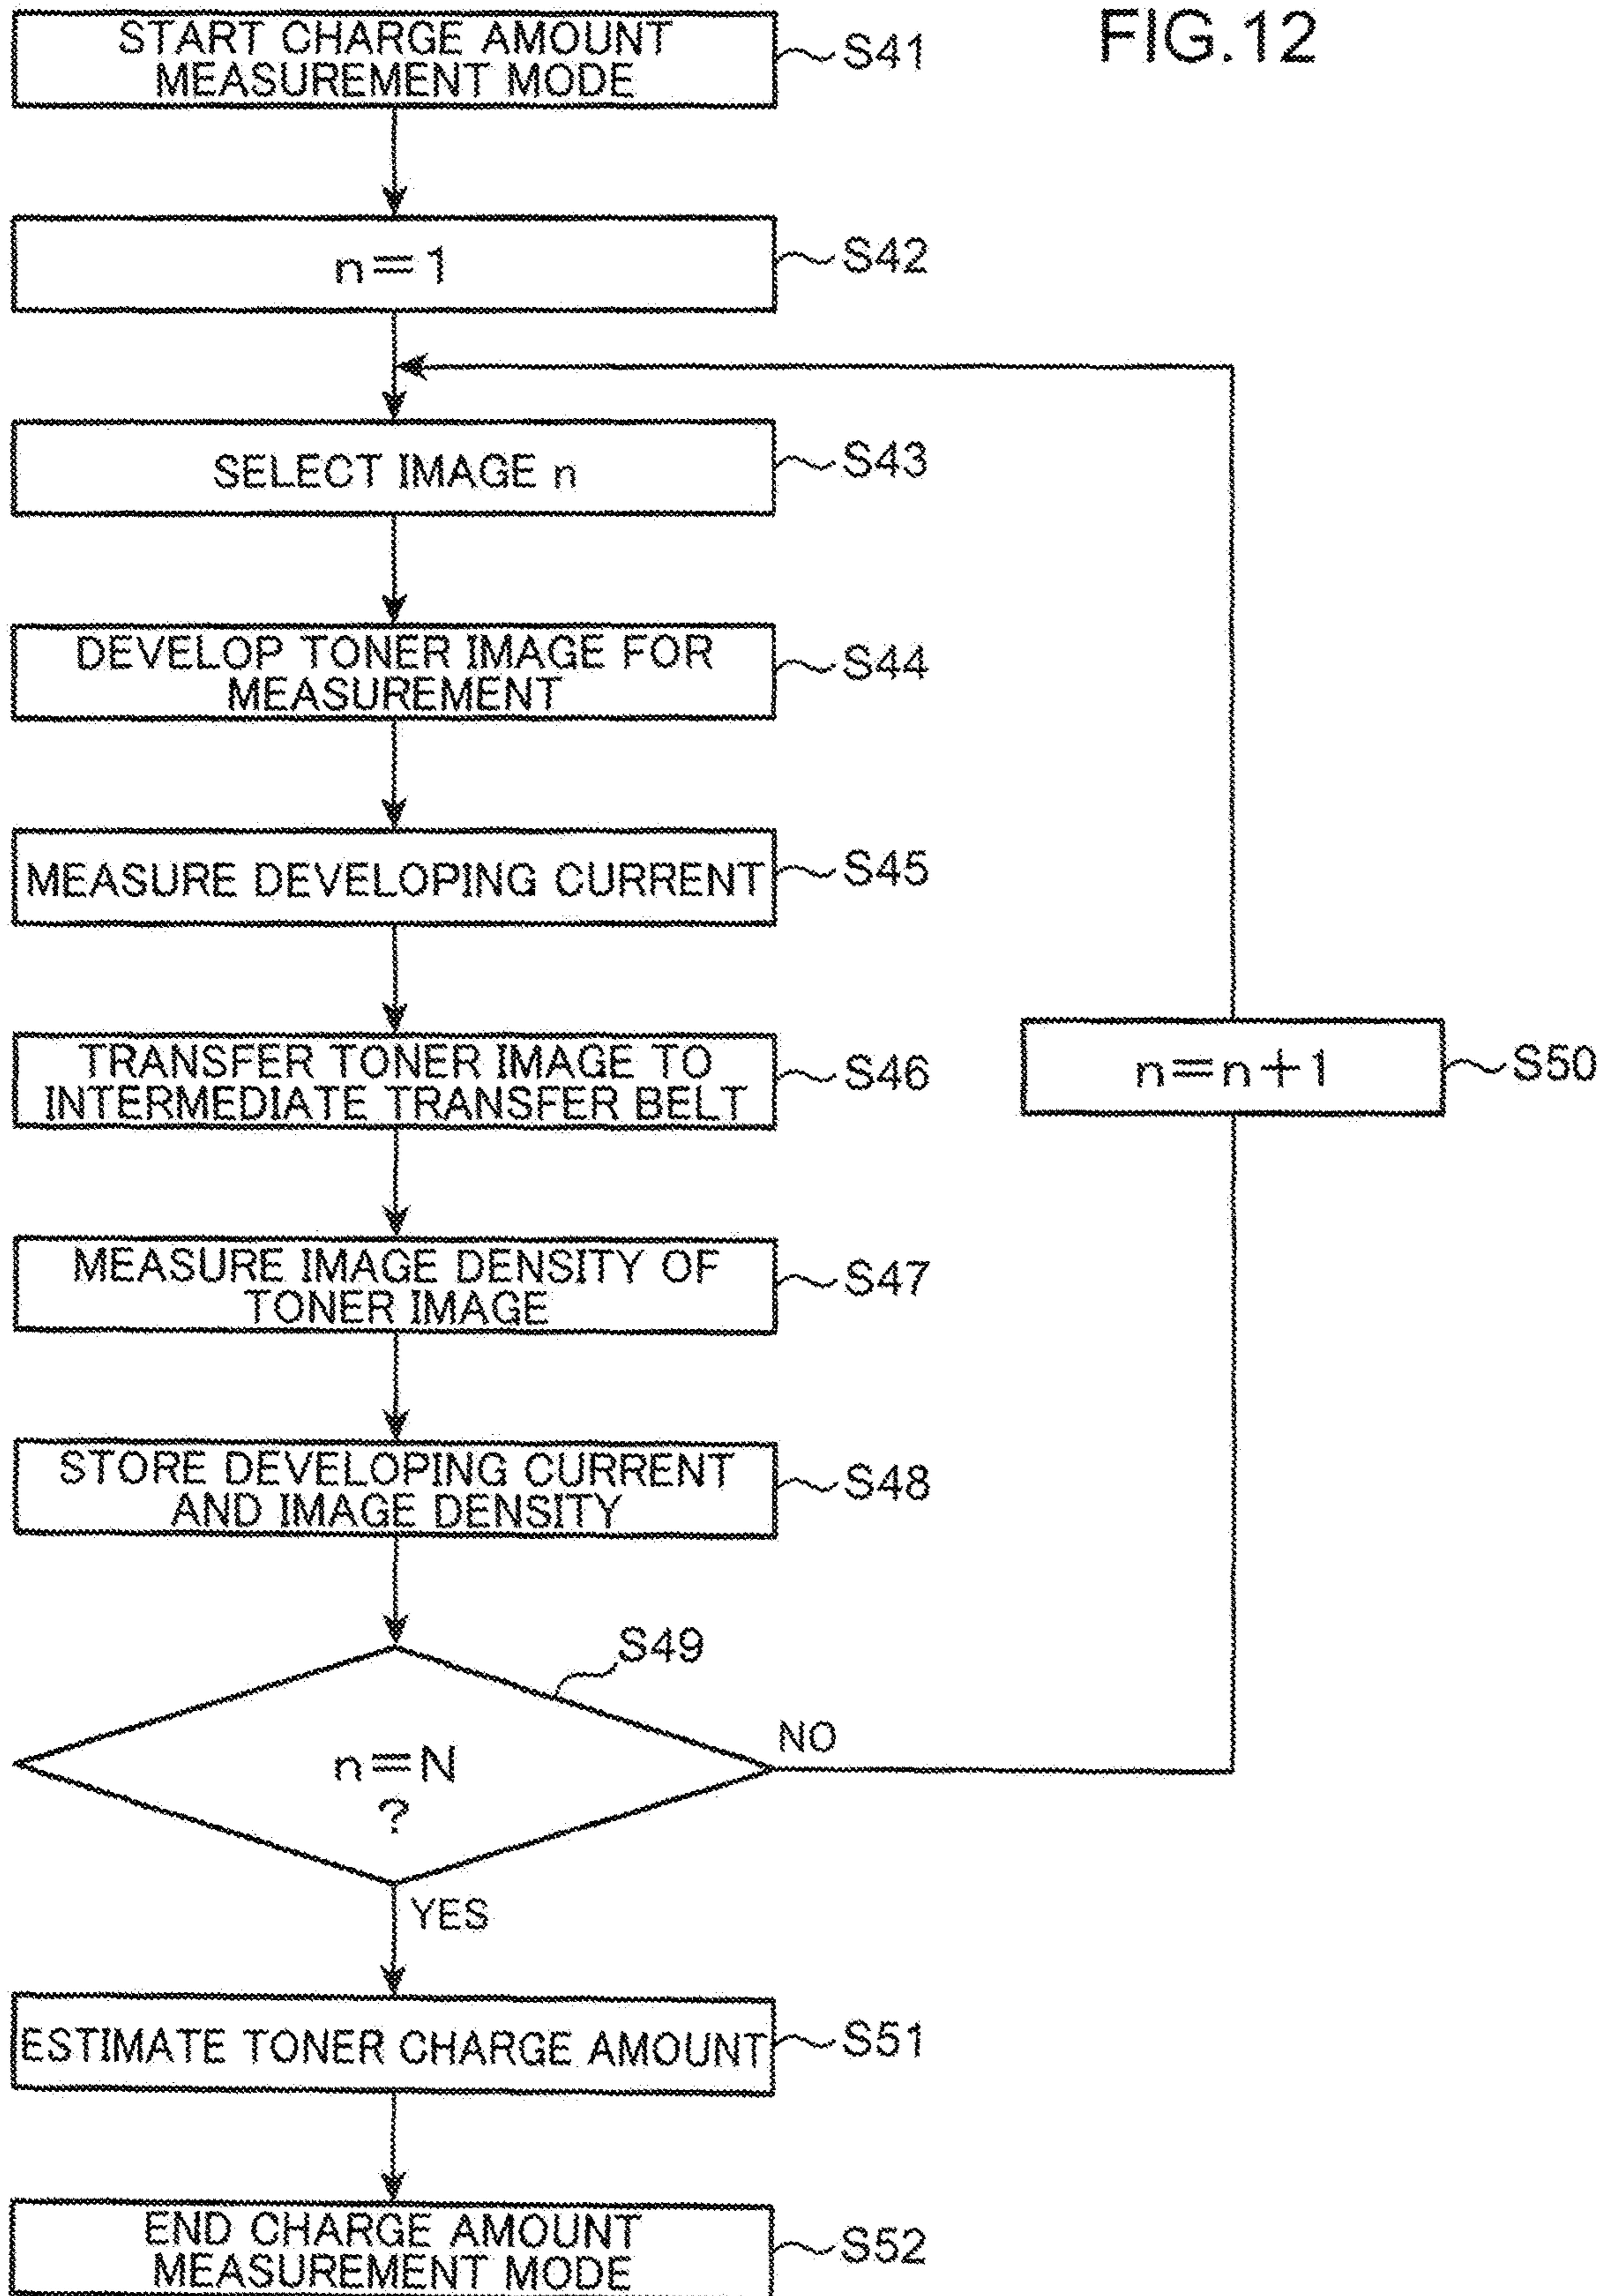 FIG.12
START CHARGE AMOUNT
MEASUREMENT MODE
S41
n=1
S42
SELECT IMAGE n
S43
DEVELOP TONER IMAGE FOR
MEASUREMENT
S44
MEASURE DEVELOPING CURRENT
S45
TRANSFER TONER IMAGE TO
INTERMEDIATE TRANSFER BELT
S46
n=n+1
S50
MEASURE IMAGE DENSITY OF
TONER IMAGE
S47
STORE DEVELOPING CURRENT
AND IMAGE DENSITY
S48
S49
n=N
?
NO
YES
ESTIMATE TONER CHARGE AMOUNT
S51
END CHARGE AMOUNT
MEASUREMENT MODE
S52